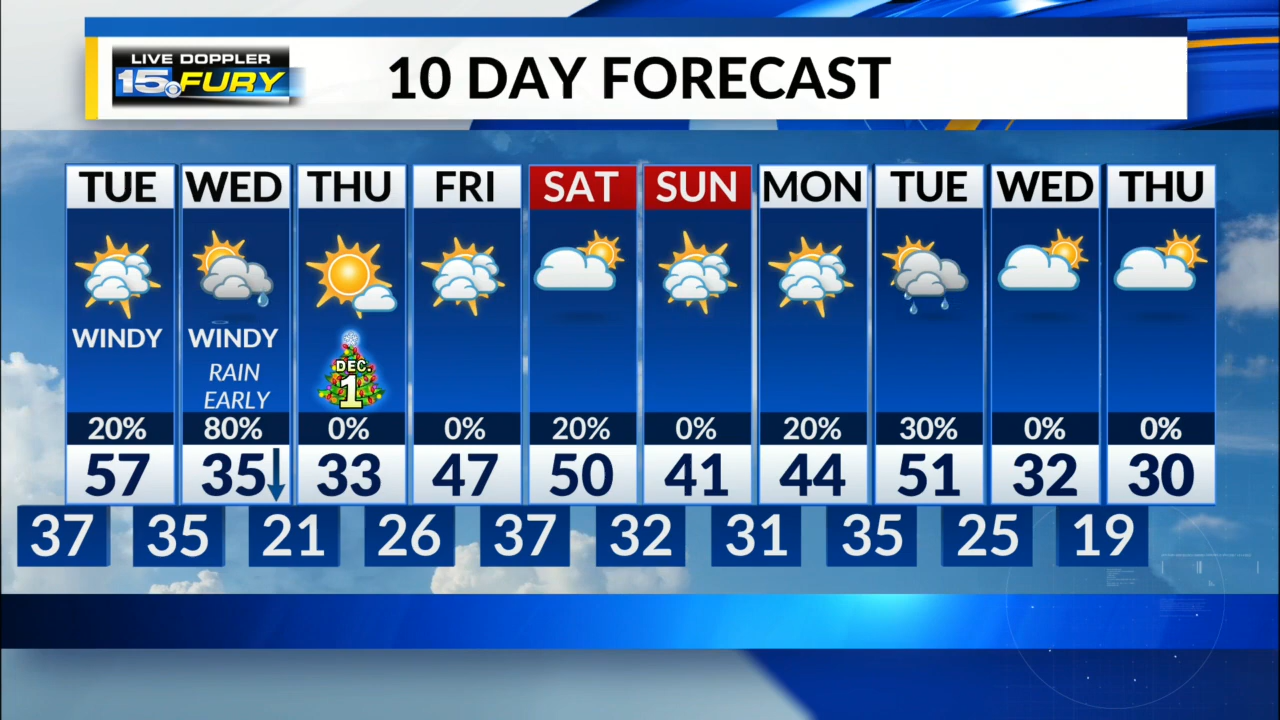 LIVE DOPPLER
15 FURY
10 DAY FORECAST
TUE WED THU FRI SAT SUN MON TUE WED THU
WINDY WINDY
RAIN
EARLY
DEC.
1
20% 80% 0% 0% 20% 0% 20% 30% 0% 0%
57 35 33 47 50 41 44 51 32 30
37 35 21 26 37 32 31 35 25 19